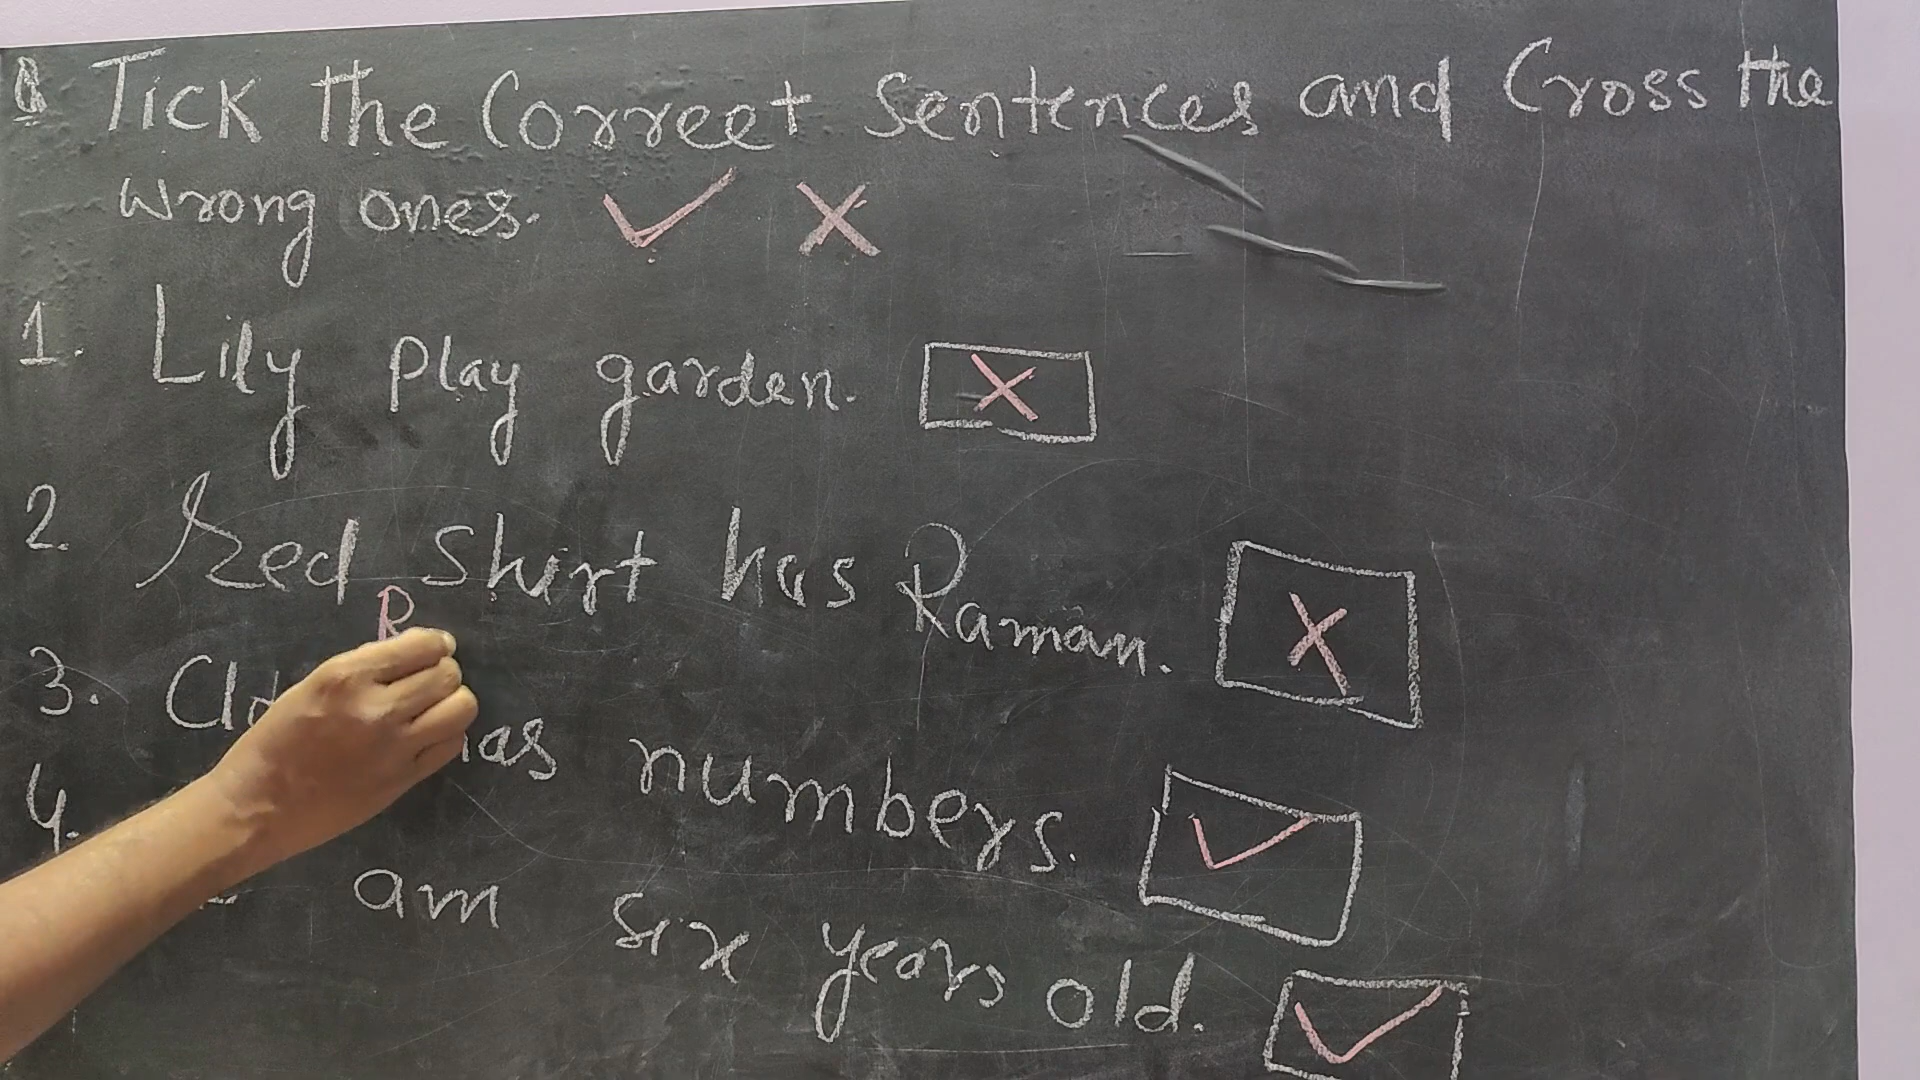 Q Tick the Correct Sentences and Cross the
wrong ones. ✓ ✗
1. Lily play garden. ✗
2. red shirt has Raman. ✗
R
3. has numbers. ✓
4. am six years old. ✓